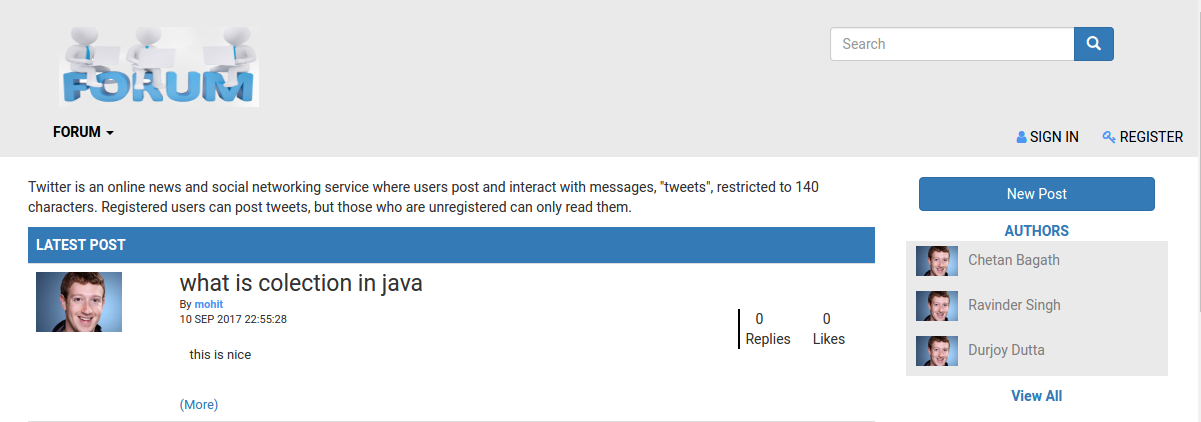 FORUM
Search
FORUM
SIGN IN
REGISTER
Twitter is an online news and social networking service where users post and interact with messages, "tweets", restricted to 140
characters. Registered users can post tweets, but those who are unregistered can only read them.
LATEST POST
what is colection in java
By mohit
10 SEP 2017 22:55:28
this is nice
0
Replies
0
Likes
(More)
New Post
AUTHORS
Chetan Bagath
Ravinder Singh
Durjoy Dutta
View All